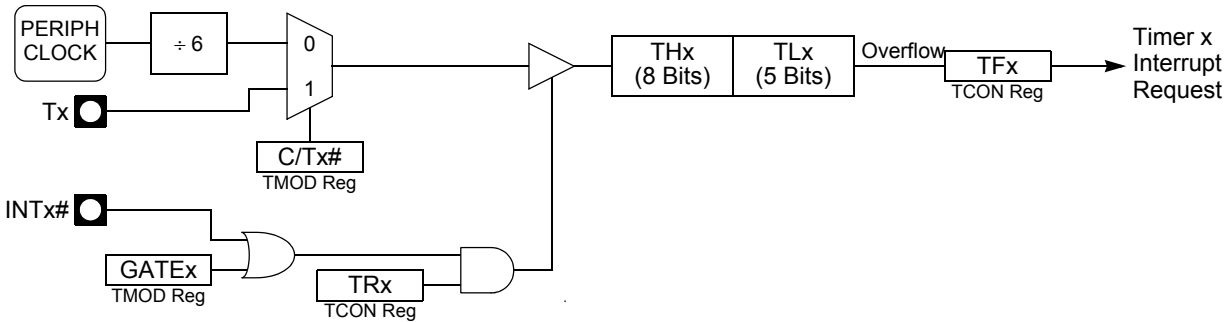 PERIPH
CLOCK
÷ 6
0
1
Tx
C/Tx#
TMOD Reg
THx
(8 Bits)
TLx
(5 Bits)
Overflow
TFx
TCON Reg
Timer x
Interrupt
Request
INTx#
GATEx
TMOD Reg
TRx
TCON Reg